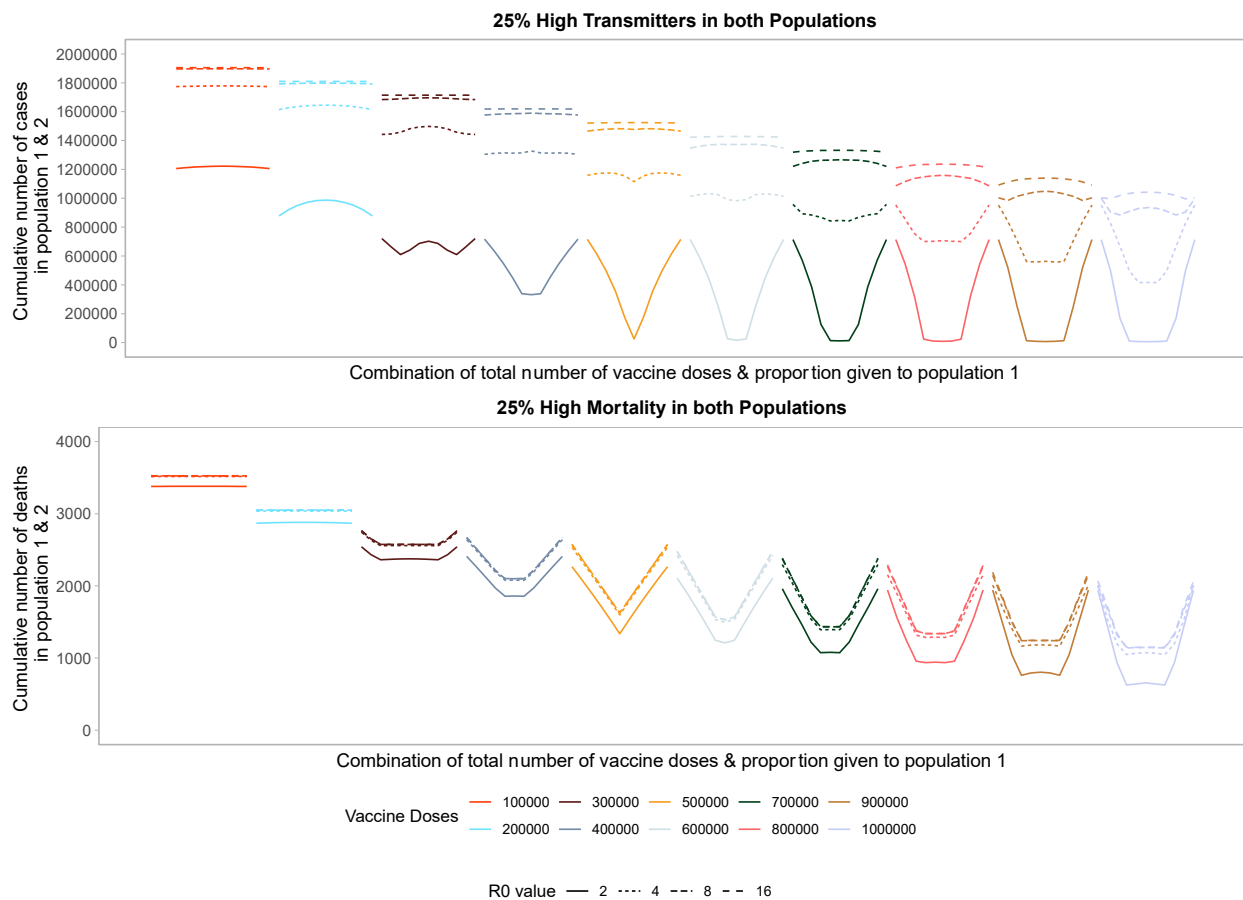 25% High Transmitters in both Populations
Cumulative number of cases
in population 1 & 2
2000000
1800000
1600000
1400000
1200000
1000000
800000
600000
400000
200000
0
Combination of total number of vaccine doses & proportion given to population 1
25% High Mortality in both Populations
Cumulative number of deaths
in population 1 & 2
4000
3000
2000
1000
0
Combination of total number of vaccine doses & proportion given to population 1
Vaccine Doses
100000 300000 500000 700000 900000
200000 400000 600000 800000 1000000
R0 value 2 4 8 16